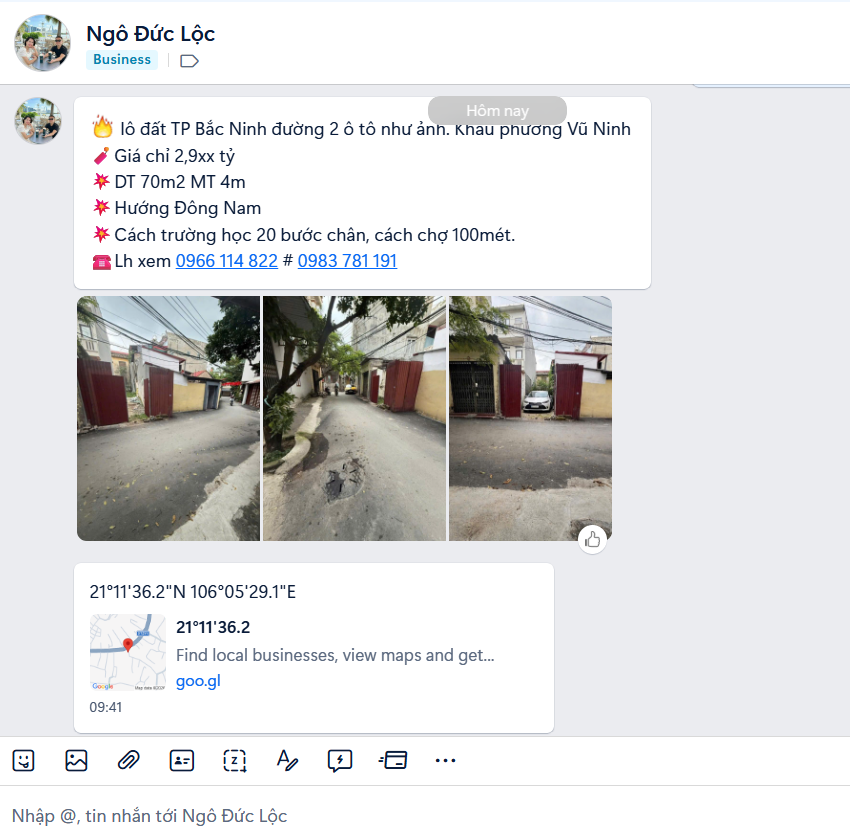 Ngô Đức Lộc
Business
Hôm nay
🔥 lô đất TP Bắc Ninh đường 2 ô tô như ảnh. Khău phường Vũ Ninh
🧨 Giá chỉ 2,9xx tỷ
💥 DT 70m2 MT 4m
💥 Hướng Đông Nam
💥 Cách trường học 20 bước chân, cách chợ 100mét.
☎️ Lh xem 0966 114 822 # 0983 781 191
21°11'36.2"N 106°05'29.1"E
21°11'36.2
Find local businesses, view maps and get...
goo.gl
Google
09:41
Nhập @, tin nhắn tới Ngô Đức Lộc